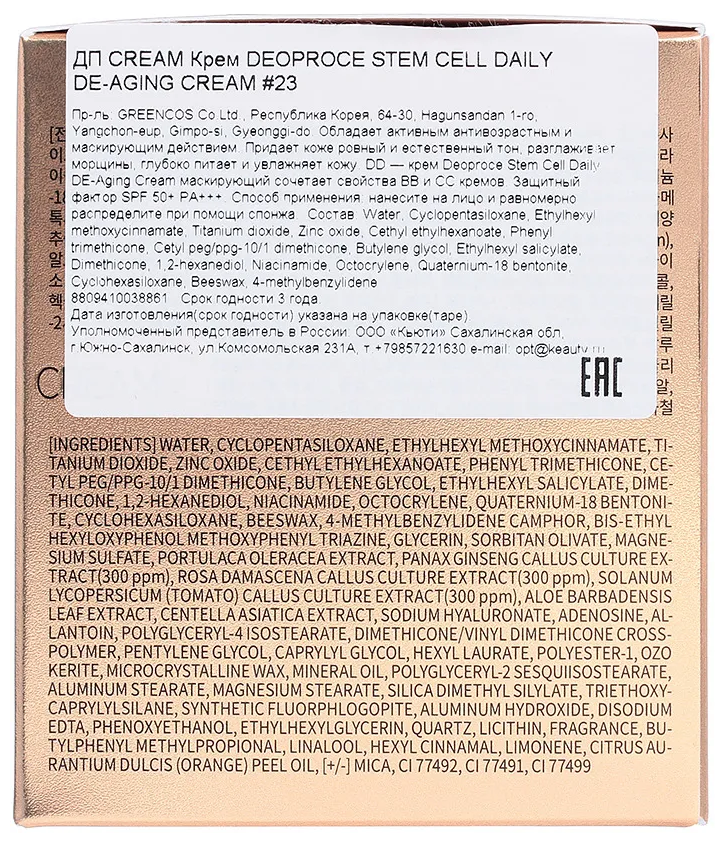 ДП CREAM Крем DEOPROCE STEM CELL DAILY
DE-AGING CREAM #23
Пр-ль. GREENCOS Co Ltd., Республика Корея, 64-30, Hagunsandan 1-ro,
Yangchon-eup, Gimpo-si, Gyeonggi-do. Обладает активным антивозрастным и
маскирующим действием. Придает коже ровный и естественный тон, разглаживает
морщины, глубоко питает и увлажняет кожу. DD — крем Deoproce Stem Cell Daily
DE-Aging Cream маскирующий сочетает свойства BB и CC кремов. Защитный
фактор SPF 50+ PA+++. Способ применения: нанесите на лицо и равномерно
распределите при помощи спонжа. Состав: Water, Cyclopentasiloxane, Ethylhexyl
methoxycinnamate, Titanium dioxide, Zinc oxide, Cethyl ethylhexanoate, Phenyl
trimethicone, Cetyl peg/ppg-10/1 dimethicone, Butylene glycol, Ethylhexyl salicylate,
Dimethicone, 1,2-hexanediol, Niacinamide, Octocrylene, Quaternium-18 bentonite,
Cyclohexasiloxane, Beeswax, 4-methylbenzylidene
8809410038861 Срок годности 3 года.
Дата изготовления(срок годности) указана на упаковке(таре)
Уполномоченный представитель в России: ООО «Кьюти» Сахалинская обл,
г.Южно-Сахалинск, ул.Комсомольская 231А, т.+79857221630 e-mail: opt@keauty.ru
EAC
[INGREDIENTS] WATER, CYCLOPENTASILOXANE, ETHYLHEXYL METHOXYCINNAMATE, TI-
TANIUM DIOXIDE, ZINC OXIDE, CETHYL ETHYLHEXANOATE, PHENYL TRIMETHICONE, CE-
TYL PEG/PPG-10/1 DIMETHICONE, BUTYLENE GLYCOL, ETHYLHEXYL SALICYLATE, DIME-
THICONE, 1,2-HEXANEDIOL, NIACINAMIDE, OCTOCRYLENE, QUATERNIUM-18 BENTONI-
TE, CYCLOHEXASILOXANE, BEESWAX, 4-METHYLBENZYLIDENE CAMPHOR, BIS-ETHYL
HEXYLOXYPHENOL METHOXYPHENYL TRIAZINE, GLYCERIN, SORBITAN OLIVATE, MAGNE-
SIUM SULFATE, PORTULACA OLERACEA EXTRACT, PANAX GINSENG CALLUS CULTURE EX-
TRACT(300 ppm), ROSA DAMASCENA CALLUS CULTURE EXTRACT(300 ppm), SOLANUM
LYCOPERSICUM (TOMATO) CALLUS CULTURE EXTRACT(300 ppm), ALOE BARBADENSIS
LEAF EXTRACT, CENTELLA ASIATICA EXTRACT, SODIUM HYALURONATE, ADENOSINE, AL-
LANTOIN, POLYGLYCERYL-4 ISOSTEARATE, DIMETHICONE/VINYL DIMETHICONE CROSS-
POLYMER, PENTYLENE GLYCOL, CAPRYLYL GLYCOL, HEXYL LAURATE, POLYESTER-1, OZO
KERITE, MICROCRYSTALLINE WAX, MINERAL OIL, POLYGLYCERYL-2 SESQUIISOSTEARATE,
ALUMINUM STEARATE, MAGNESIUM STEARATE, SILICA DIMETHYL SILYLATE, TRIETHOXY-
CAPRYLYLSILANE, SYNTHETIC FLUORPHLOGOPITE, ALUMINUM HYDROXIDE, DISODIUM
EDTA, PHENOXYETHANOL, ETHYLHEXYLGLYCERIN, QUARTZ, LICITHIN, FRAGRANCE, BU-
TYLPHENYL METHYLPROPIONAL, LINALOOL, HEXYL CINNAMAL, LIMONENE, CITRUS AU-
RANTIUM DULCIS (ORANGE) PEEL OIL, [+/-] MICA, CI 77492, CI 77491, CI 77499